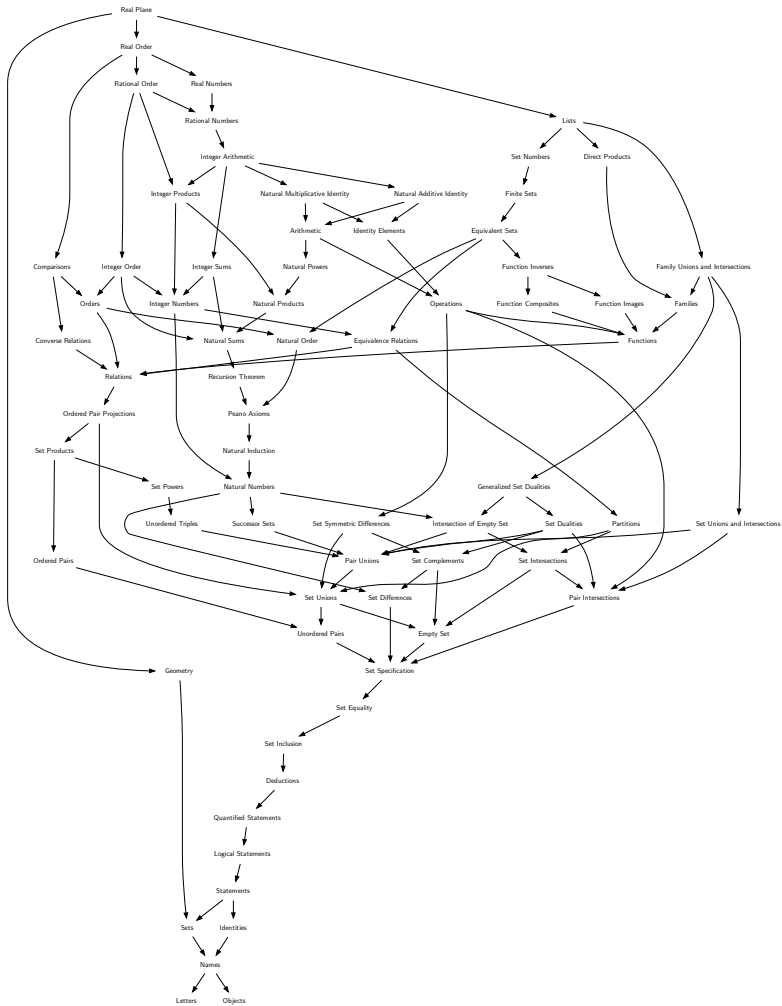 Real Plane
Real Order
Rational Order
Real Numbers
Rational Numbers
Lists
Integer Arithmetic
Set Numbers
Direct Products
Integer Products
Natural Multiplicative Identity
Natural Additive Identity
Finite Sets
Arithmetic
Identity Elements
Equivalent Sets
Comparisons
Integer Order
Integer Sums
Natural Powers
Function Inverses
Family Unions and Intersections
Orders
Integer Numbers
Natural Products
Operations
Function Composites
Function Images
Families
Converse Relations
Natural Sums
Natural Order
Equivalence Relations
Functions
Relations
Recursion Theorem
Ordered Pair Projections
Peano Axioms
Set Products
Natural Induction
Set Powers
Natural Numbers
Generalized Set Dualities
Unordered Triples
Successor Sets
Set Symmetric Differences
Intersection of Empty Set
Set Dualities
Partitions
Set Unions and Intersections
Ordered Pairs
Pair Unions
Set Complements
Set Intersections
Set Unions
Set Differences
Pair Intersections
Unordered Pairs
Empty Set
Geometry
Set Specification
Set Equality
Set Inclusion
Deductions
Quantified Statements
Logical Statements
Statements
Sets
Identities
Names
Letters
Objects